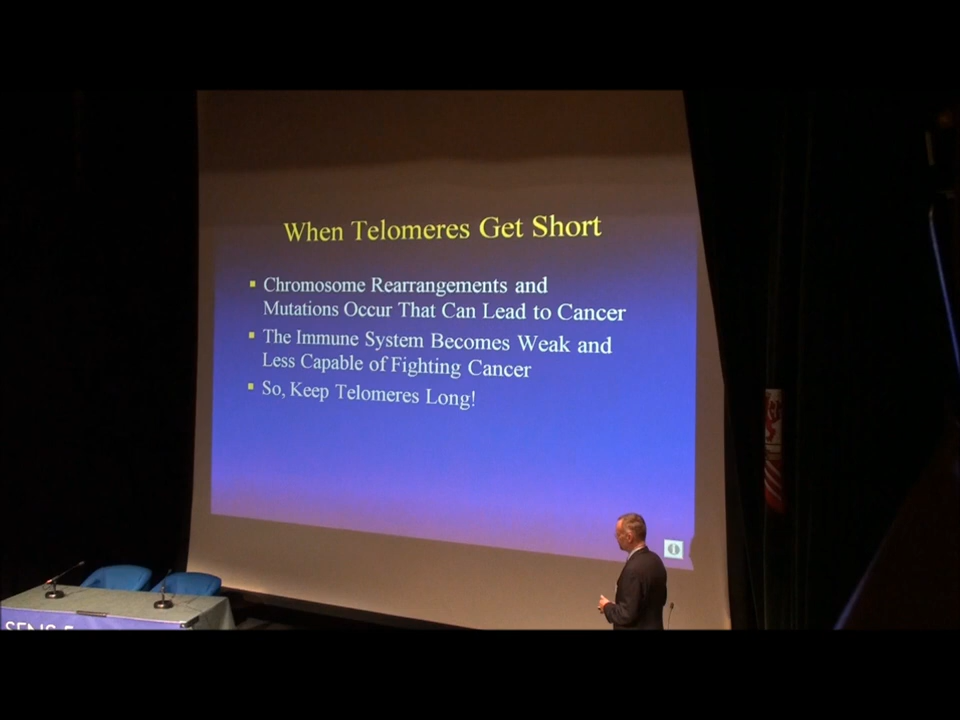 When Telomeres Get Short
▪ Chromosome Rearrangements and
Mutations Occur That Can Lead to Cancer
▪ The Immune System Becomes Weak and
Less Capable of Fighting Cancer
▪ So, Keep Telomeres Long!